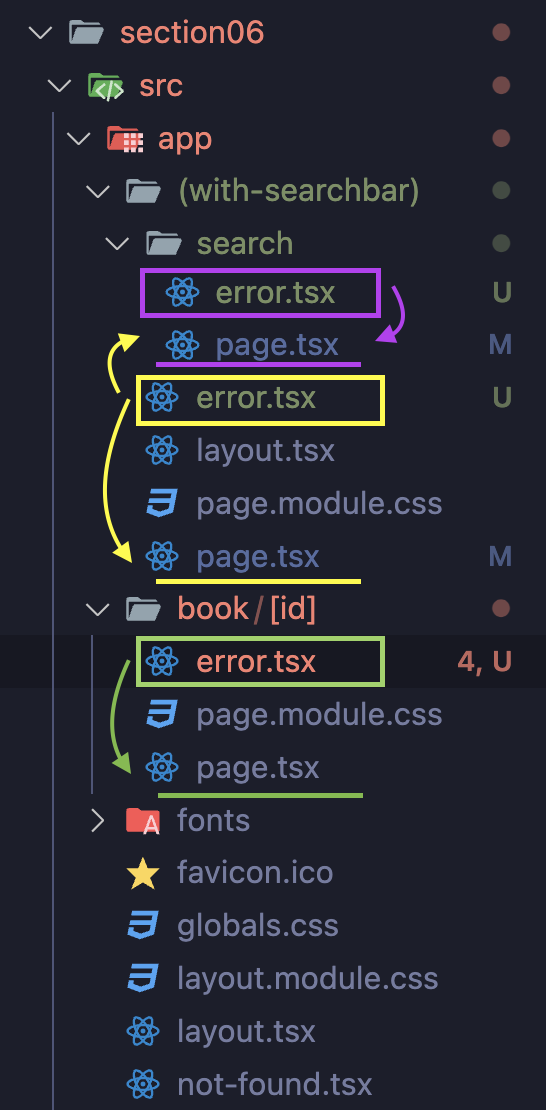 section06
src
app
(with-searchbar)
search
error.tsx U
page.tsx M
error.tsx U
layout.tsx
page.module.css
page.tsx M
book/[id]
error.tsx 4, U
page.module.css
page.tsx
A fonts
favicon.ico
globals.css
layout.module.css
layout.tsx
not-found.tsx